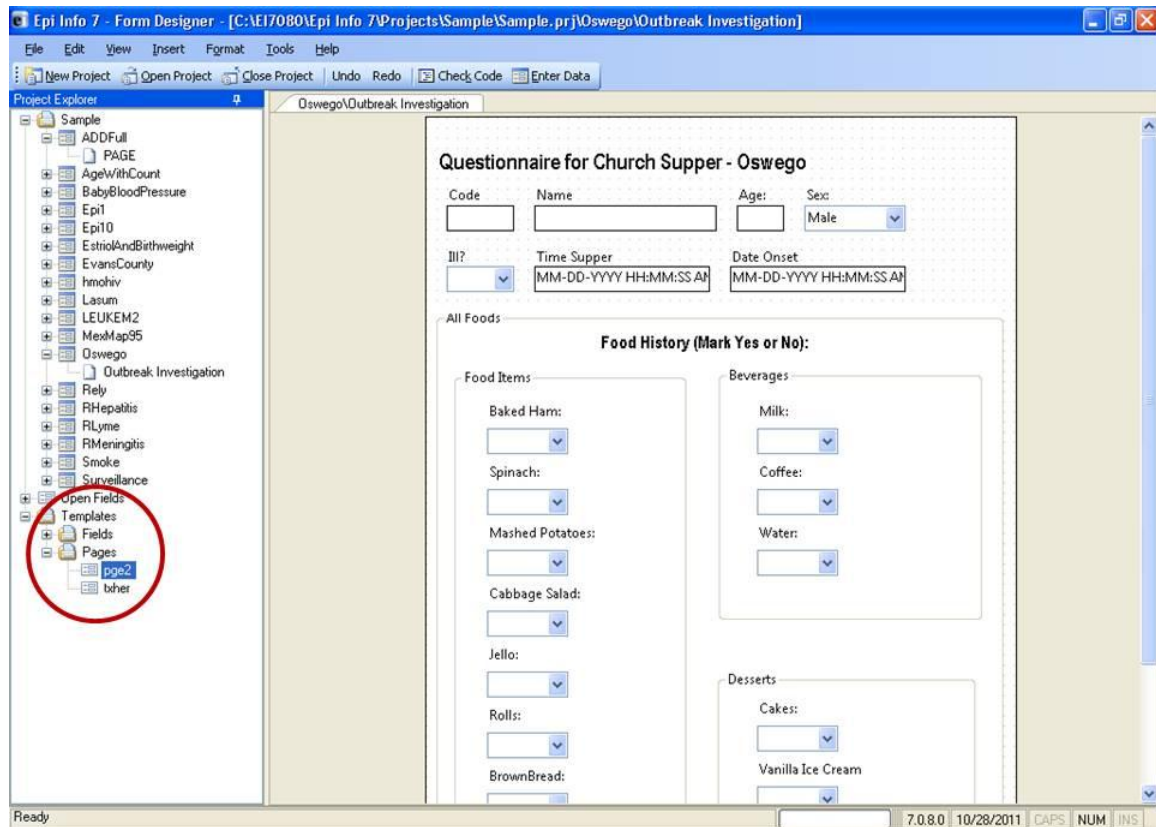 Epi Info 7 - Form Designer - [C:\EI7080\Epi Info 7\Projects\Sample\Sample.prj\Oswego\Outbreak Investigation]
File Edit View Insert Format Tools Help
New Project Open Project Close Project Undo Redo Check Code Enter Data
Project Explorer
Sample
ADDFull
PAGE
AgeWithCount
BabyBloodPressure
Epi1
Epi10
EstriolAndBirthweight
EvansCounty
hmohiv
Lasum
LEUKEM2
MexMap95
Oswego
Outbreak Investigation
Rely
RHepatitis
RLyme
RMeningitis
Smoke
Surveillance
Open Fields
Templates
Fields
Pages
pge2
txher
Oswego\Outbreak Investigation
Questionnaire for Church Supper - Oswego
Code Name Age: Sex:
Male
Ill? Time Supper Date Onset
MM-DD-YYYY HH:MM:SS AM MM-DD-YYYY HH:MM:SS AM
All Foods
Food History (Mark Yes or No):
Food Items
Baked Ham:
Spinach:
Mashed Potatoes:
Cabbage Salad:
Jello:
Rolls:
BrownBread:
Beverages
Milk:
Coffee:
Water:
Desserts
Cakes:
Vanilla Ice Cream
Ready 7.0.8.0 10/28/2011 CAPS NUM INS